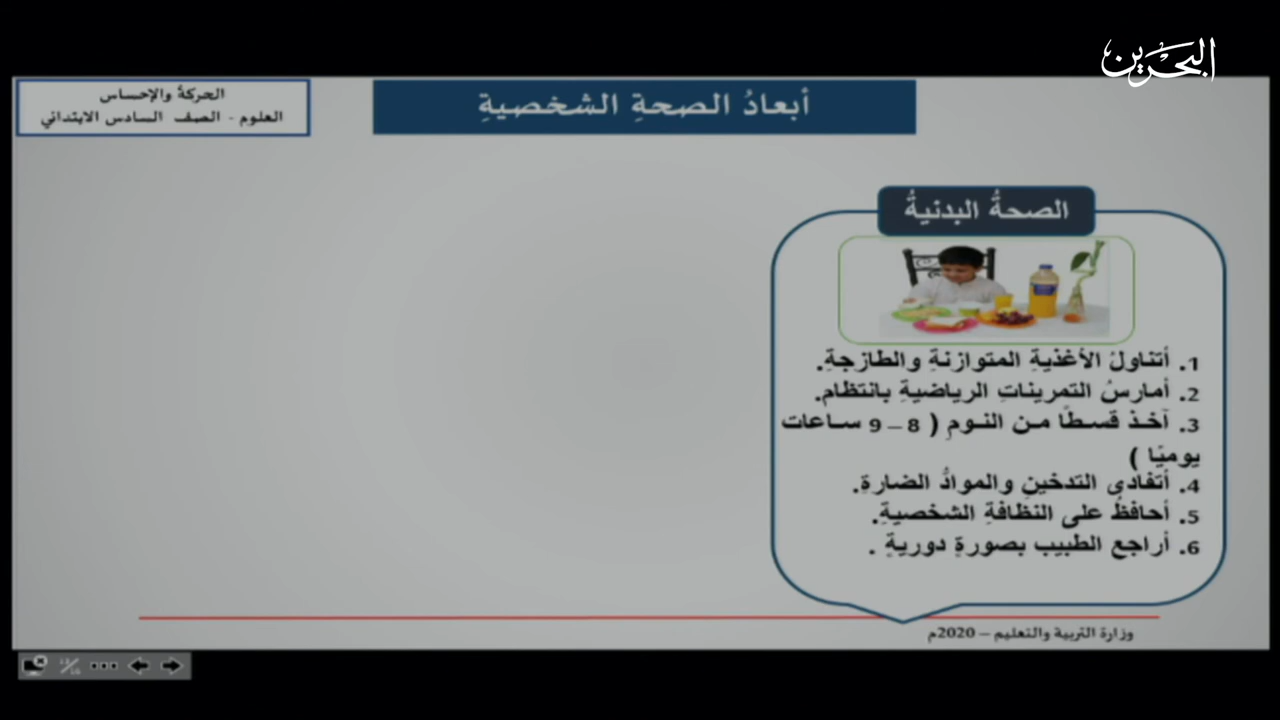 البحرين
الحركة والإحساس
العلوم - الصف السادس الابتدائي
أبعادُ الصحةِ الشخصيةِ
الصحةُ البدنيةُ
1. أتناولُ الأغذيةِ المتوازنةِ والطازجةِ.
2. أمارسُ التمريناتِ الرياضيةِ بانتظام.
3. آخذ قسطًا من النومِ ( 8 – 9 ساعات
يوميًا )
4. أتفادى التدخينِ والموادُ الضارةِ.
5. أحافظُ على النظافةِ الشخصيةِ.
6. أراجع الطبيب بصورةٍ دوريةٍ .
وزارة التربية والتعليم – 2020م